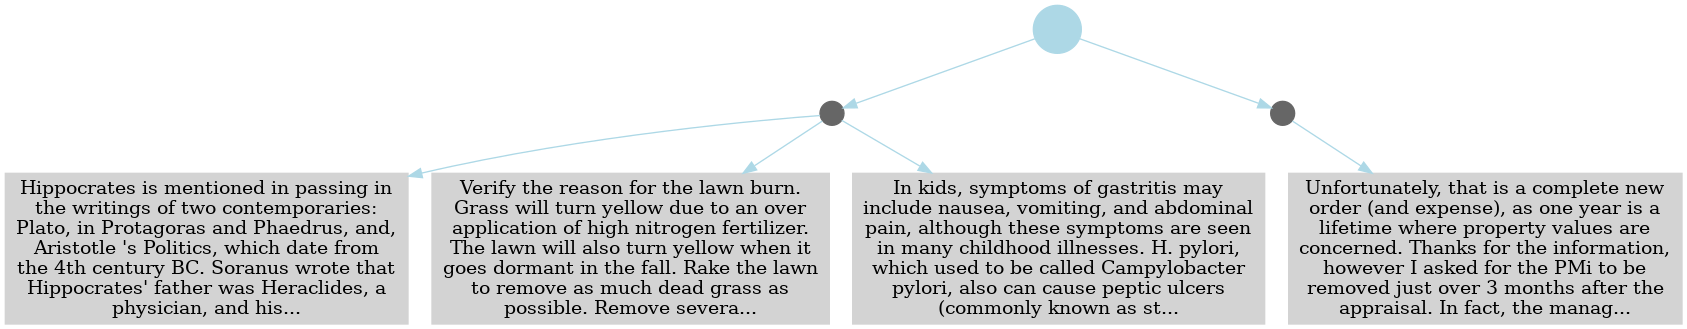 Hippocrates is mentioned in passing in
the writings of two contemporaries:
Plato, in Protagoras and Phaedrus, and,
Aristotle 's Politics, which date from
the 4th century BC. Soranus wrote that
Hippocrates' father was Heraclides, a
physician, and his...
Verify the reason for the lawn burn.
Grass will turn yellow due to an over
application of high nitrogen fertilizer.
The lawn will also turn yellow when it
goes dormant in the fall. Rake the lawn
to remove as much dead grass as
possible. Remove severa...
In kids, symptoms of gastritis may
include nausea, vomiting, and abdominal
pain, although these symptoms are seen
in many childhood illnesses. H. pylori,
which used to be called Campylobacter
pylori, also can cause peptic ulcers
(commonly known as st...
Unfortunately, that is a complete new
order (and expense), as one year is a
lifetime where property values are
concerned. Thanks for the information,
however I asked for the PMi to be
removed just over 3 months after the
appraisal. In fact, the manag...